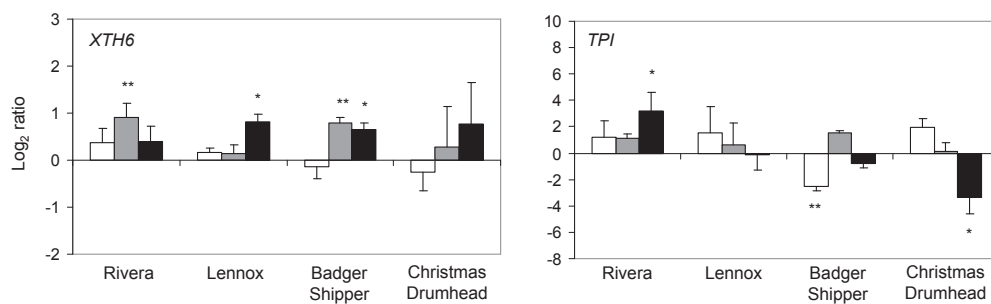 XTH6
Log2 ratio
3
2
1
0
-1
-2
**
*
**
*
Rivera
Lennox
Badger
Shipper
Christmas
Drumhead
TPI
10
8
6
4
2
0
-2
-4
-6
-8
*
**
*
Rivera
Lennox
Badger
Shipper
Christmas
Drumhead